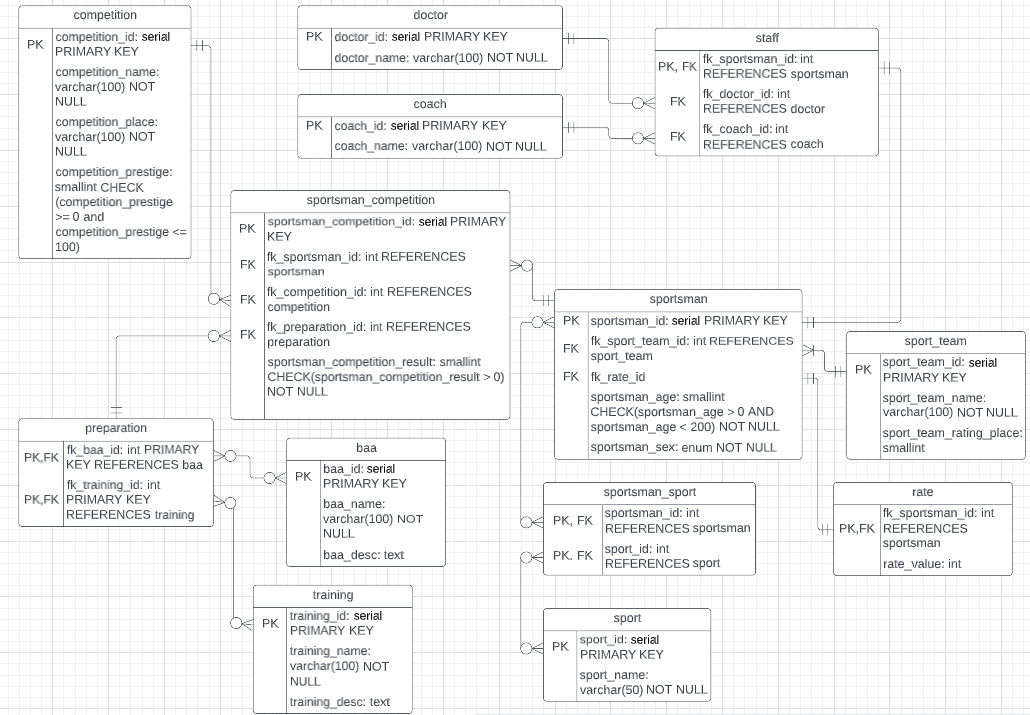 competition
PK
competition_id: serial
PRIMARY KEY
competition_name:
varchar(100) NOT
NULL
competition_place:
varchar(100) NOT
NULL
competition_prestige:
smallint CHECK
(competition_prestige
>= 0 and
competition_prestige <=
100)
doctor
PK
doctor_id: serial PRIMARY KEY
doctor_name: varchar(100) NOT NULL
coach
PK
coach_id: serial PRIMARY KEY
coach_name: varchar(100) NOT NULL
staff
PK, FK
fk_sportsman_id: int
REFERENCES sportsman
FK
fk_doctor_id: int
REFERENCES doctor
FK
fk_coach_id: int
REFERENCES coach
sportsman_competition
PK
sportsman_competition_id: serial PRIMARY
KEY
FK
fk_sportsman_id: int REFERENCES
sportsman
FK
fk_competition_id: int REFERENCES
competition
FK
fk_preparation_id: int REFERENCES
preparation
sportsman_competition_result: smallint
CHECK(sportsman_competition_result > 0)
NOT NULL
sportsman
PK
sportsman_id: serial PRIMARY KEY
FK
fk_sport_team_id: int REFERENCES
sport_team
FK
fk_rate_id
sportsman_age: smallint
CHECK(sportsman_age > 0 AND
sportsman_age < 200) NOT NULL
sportsman_sex: enum NOT NULL
sport_team
PK
sport_team_id: serial
PRIMARY KEY
sport_team_name:
varchar(100) NOT NULL
sport_team_rating_place:
smallint
preparation
PK,FK
fk_baa_id: int PRIMARY
KEY REFERENCES baa
PK,FK
fk_training_id: int
PRIMARY KEY
REFERENCES training
baa
PK
baa_id: serial
PRIMARY KEY
baa_name:
varchar(100) NOT
NULL
baa_desc: text
sportsman_sport
PK, FK
sportsman_id: int
REFERENCES sportsman
PK. FK
sport_id: int
REFERENCES sport
rate
PK,FK
fk_sportsman_id: int
REFERENCES
sportsman
rate_value: int
training
PK
training_id: serial
PRIMARY KEY
training_name:
varchar(100) NOT
NULL
training_desc: text
sport
PK
sport_id: serial
PRIMARY KEY
sport_name:
varchar(50) NOT NULL